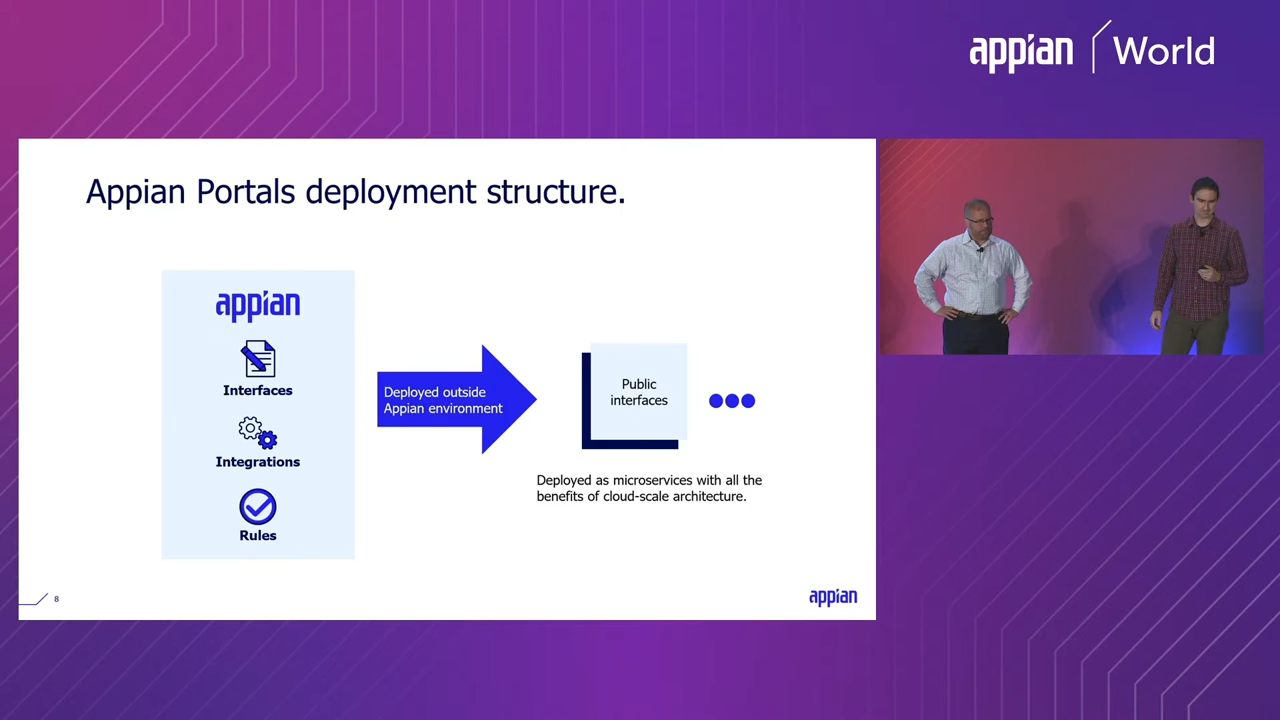 appian World
Appian Portals deployment structure.
appian
Interfaces
Integrations
Rules
Deployed outside
Appian environment
Public
interfaces
Deployed as microservices with all the
benefits of cloud-scale architecture.
8
appian